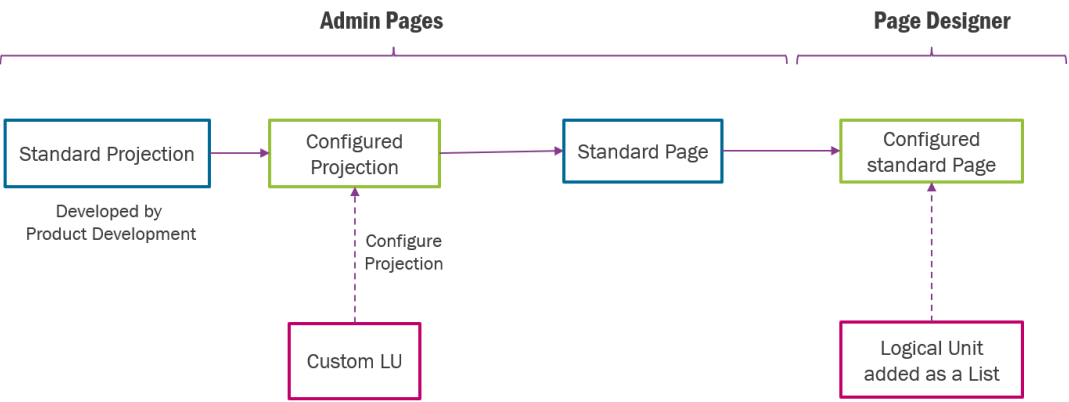 Admin Pages
Page Designer
Standard Projection
Configured
Projection
Standard Page
Configured
standard Page
Developed by
Product Development
Configure
Projection
Custom LU
Logical Unit
added as a List